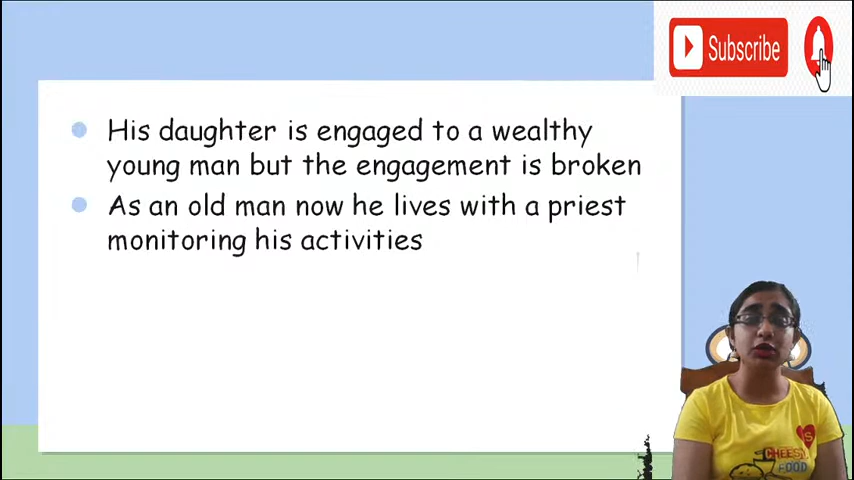 Subscribe
His daughter is engaged to a wealthy
young man but the engagement is broken
As an old man now he lives with a priest
monitoring his activities
S
CHEESY
FOOD